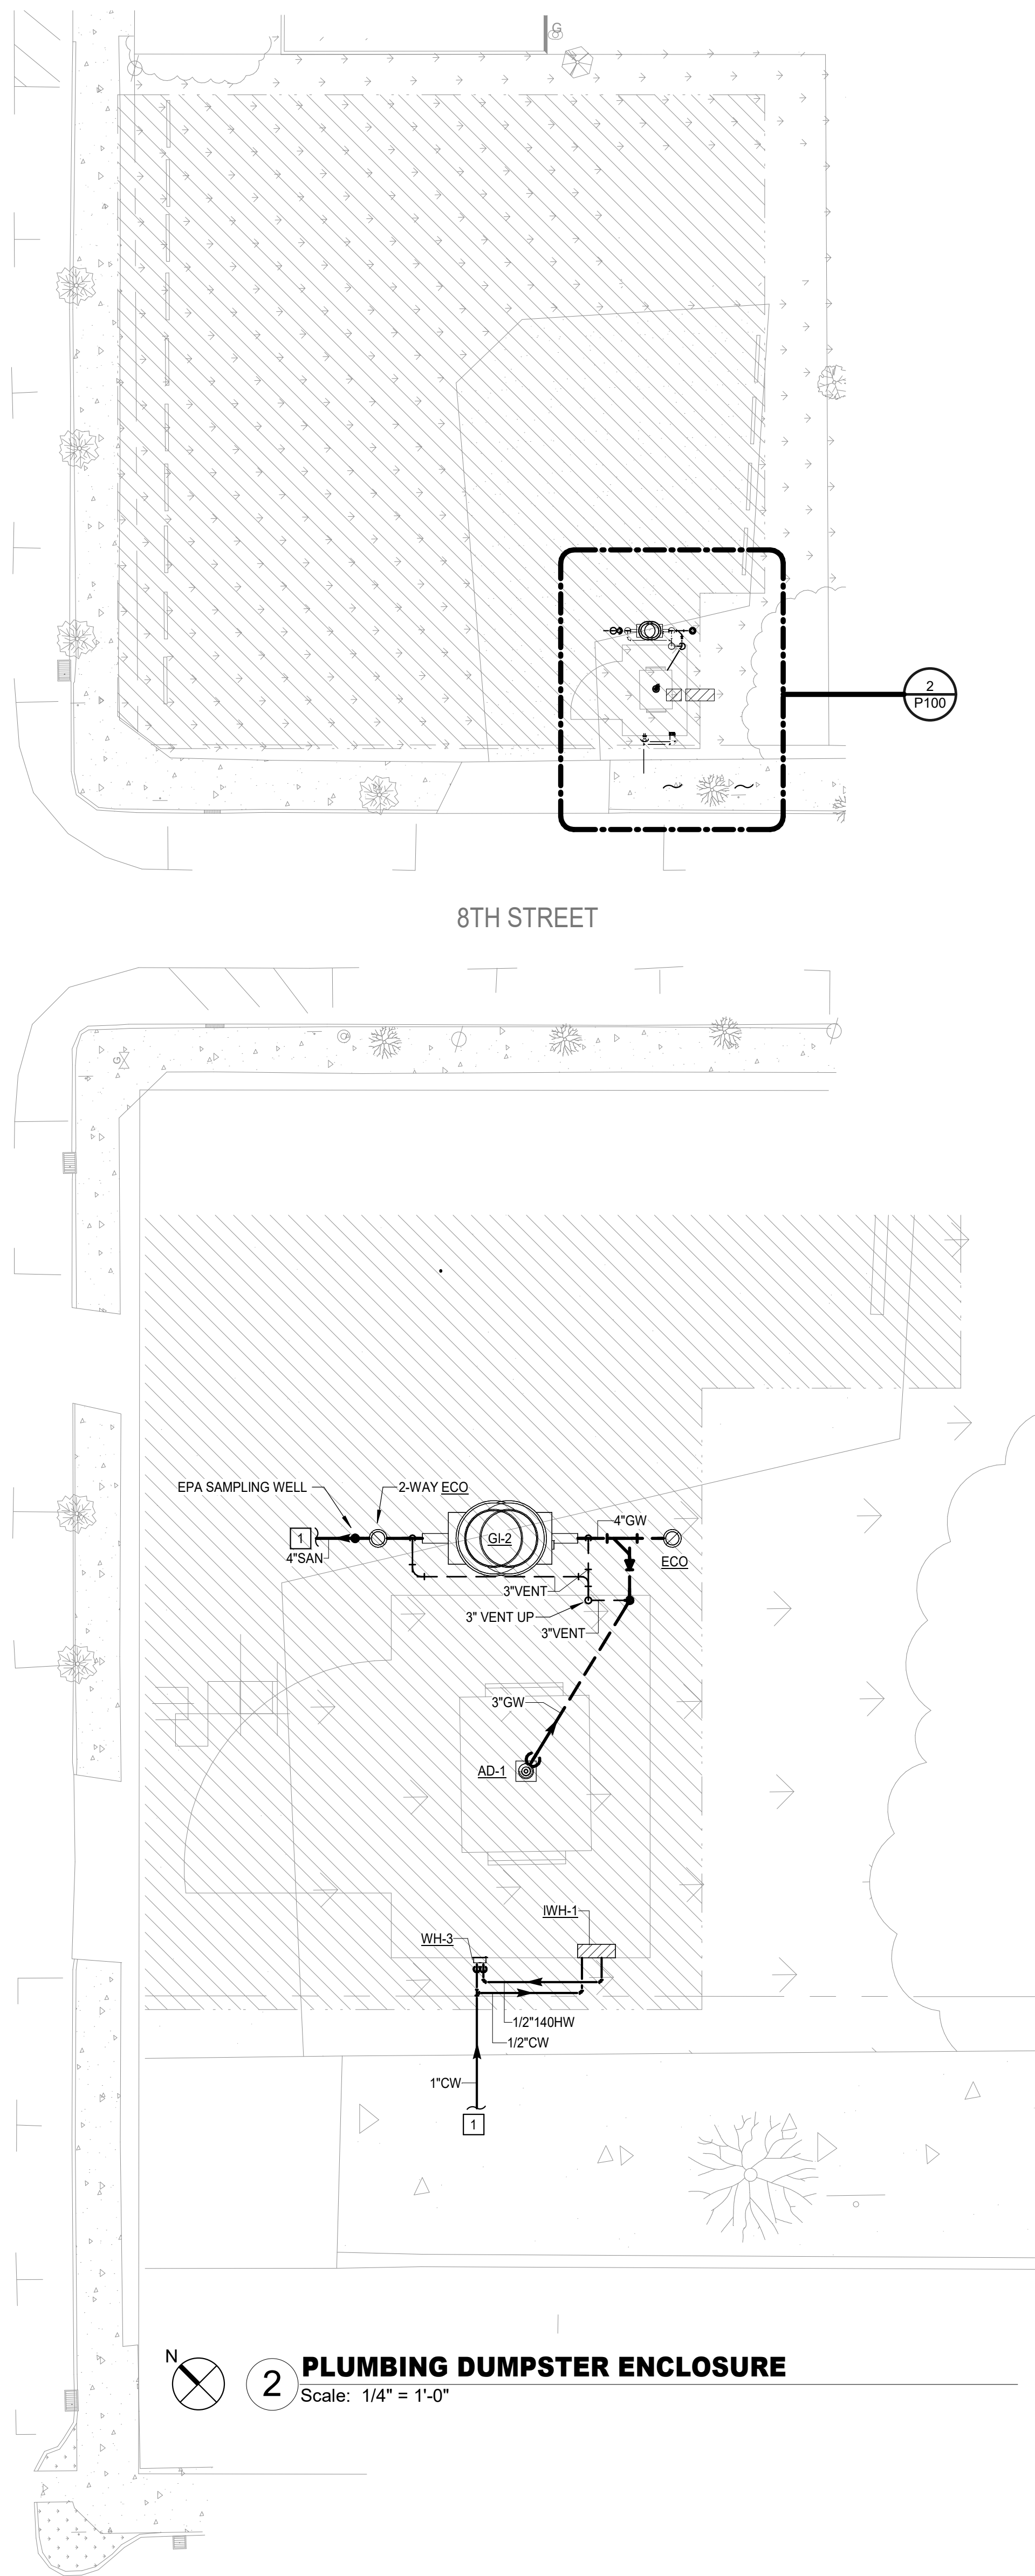 G
2
P100
8TH STREET
G
EPA SAMPLING WELL
2-WAY ECO
4"GW
1
GI-2
4"SAN
ECO
3"VENT
3" VENT UP
3"VENT
3"GW
AD-1
IWH-1
WH-3
1/2"140HW
1/2"CW
1"CW
1
N
2
PLUMBING DUMPSTER ENCLOSURE
Scale: 1/4" = 1'-0"